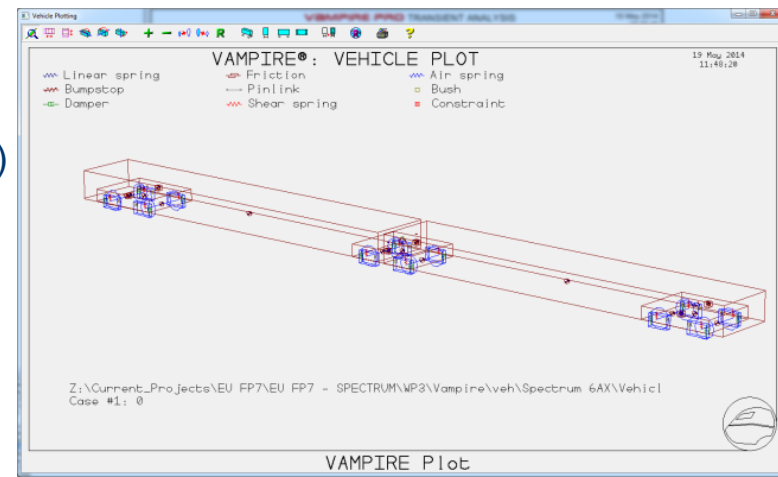 Vehicle Plotting
VAMPIRE PRO TRANSIENT ANALYSIS
R
?
VAMPIRE®: VEHICLE PLOT
19 May 2014
11:48:20
Linear spring
Friction
Air spring
Bumpstop
Pinlink
Bush
Damper
Shear spring
Constraint
)
Z:\Current_Projects\EU FP7\EU FP7 - SPECTRUM\WP3\Vampire\veh\Spectrum 6AX\Vehicl
Case #1: 0
VAMPIRE Plot